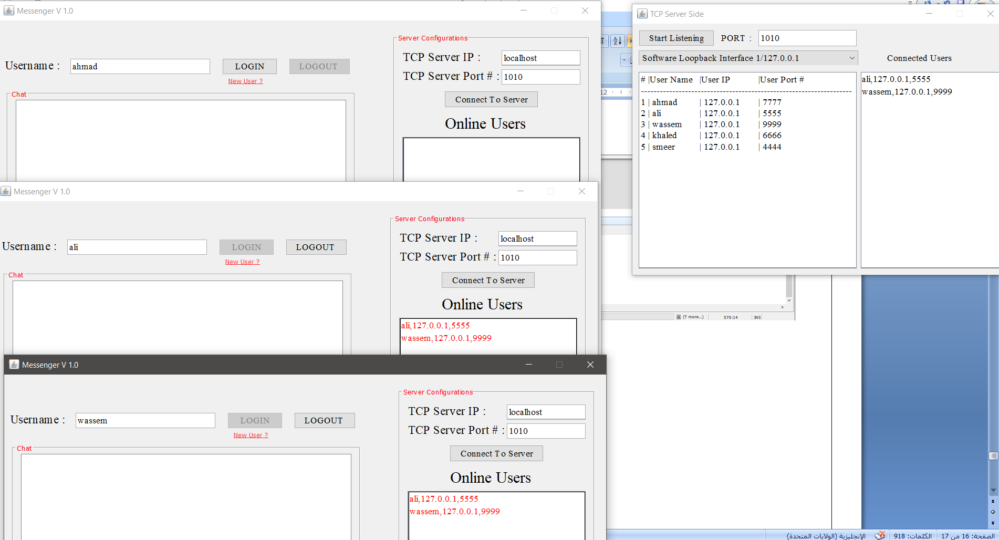 Messenger V 1.0
Username : ahmad LOGIN LOGOUT
New User ?
Chat
Server Configurations
TCP Server IP : localhost
TCP Server Port # : 1010
Connect To Server
Online Users
Messenger V 1.0
Username : ali LOGIN LOGOUT
New User ?
Chat
Server Configurations
TCP Server IP : localhost
TCP Server Port # : 1010
Connect To Server
Online Users
ali,127.0.0.1,5555
wassem,127.0.0.1,9999
Messenger V 1.0
Username : wassem LOGIN LOGOUT
New User ?
Chat
Server Configurations
TCP Server IP : localhost
TCP Server Port # : 1010
Connect To Server
Online Users
ali,127.0.0.1,5555
wassem,127.0.0.1,9999
TCP Server Side
Start Listening PORT : 1010
Software Loopback Interface 1/127.0.0.1
Connected Users
# |User Name |User IP |User Port #
--------------------------------------------------------------------
1 | ahmad | 127.0.0.1 | 7777
2 | ali | 127.0.0.1 | 5555
3 | wassem | 127.0.0.1 | 9999
4 | khaled | 127.0.0.1 | 6666
5 | smeer | 127.0.0.1 | 4444
ali,127.0.0.1,5555
wassem,127.0.0.1,9999
12
(1 more...) 570:14 INS
الصفحة: 16 من 17 الكلمات: 918 الإنجليزية (الولايات المتحدة)